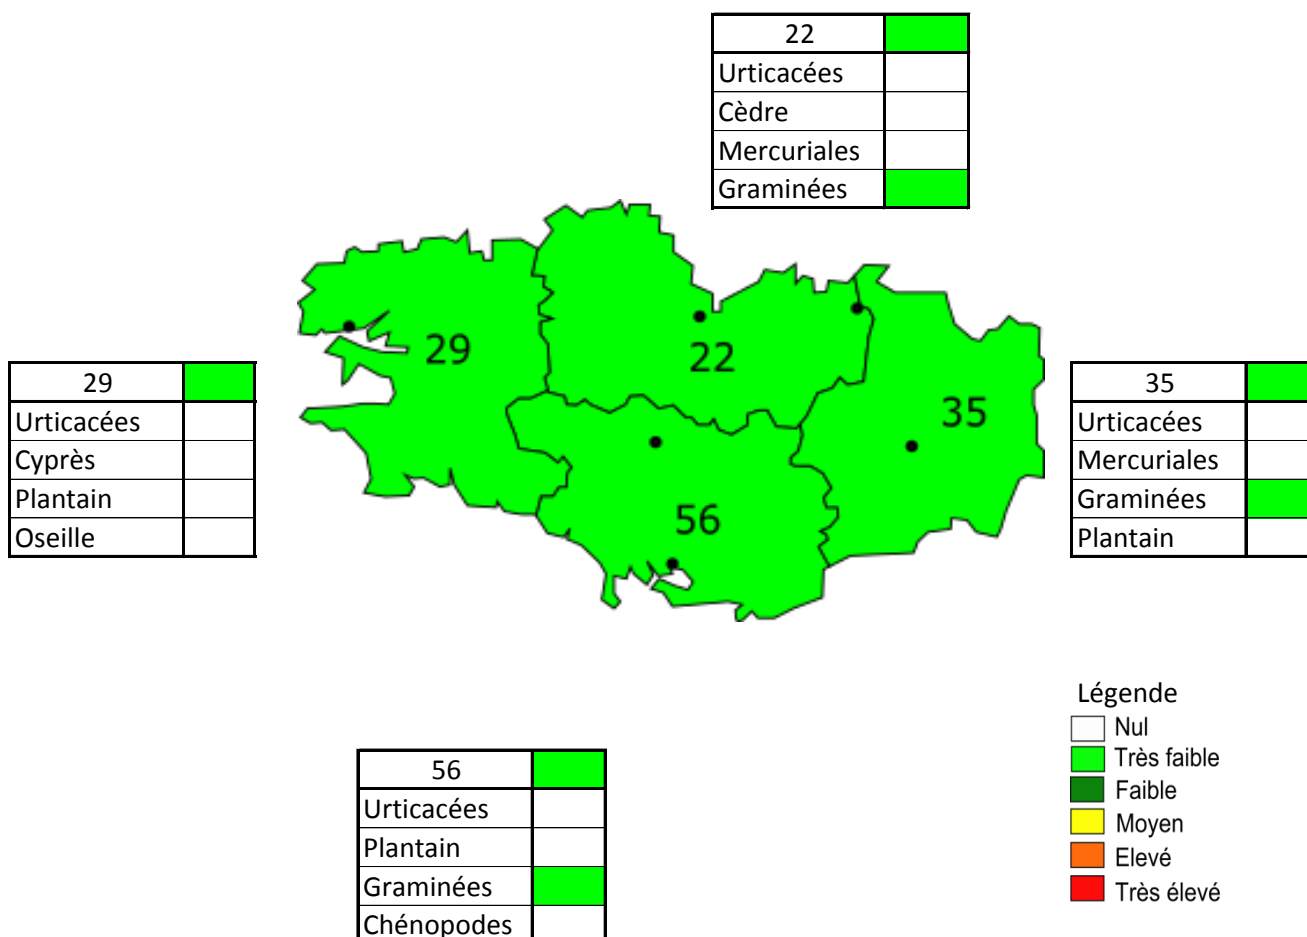 22
Urticacées
Cèdre
Mercuriales
Graminées
29
22
35
56
29
Urticacées
Cyprès
Plantain
Oseille
35
Urticacées
Mercuriales
Graminées
Plantain
56
Urticacées
Plantain
Graminées
Chénopodes
Légende
Nul
Très faible
Faible
Moyen
Elevé
Très élevé